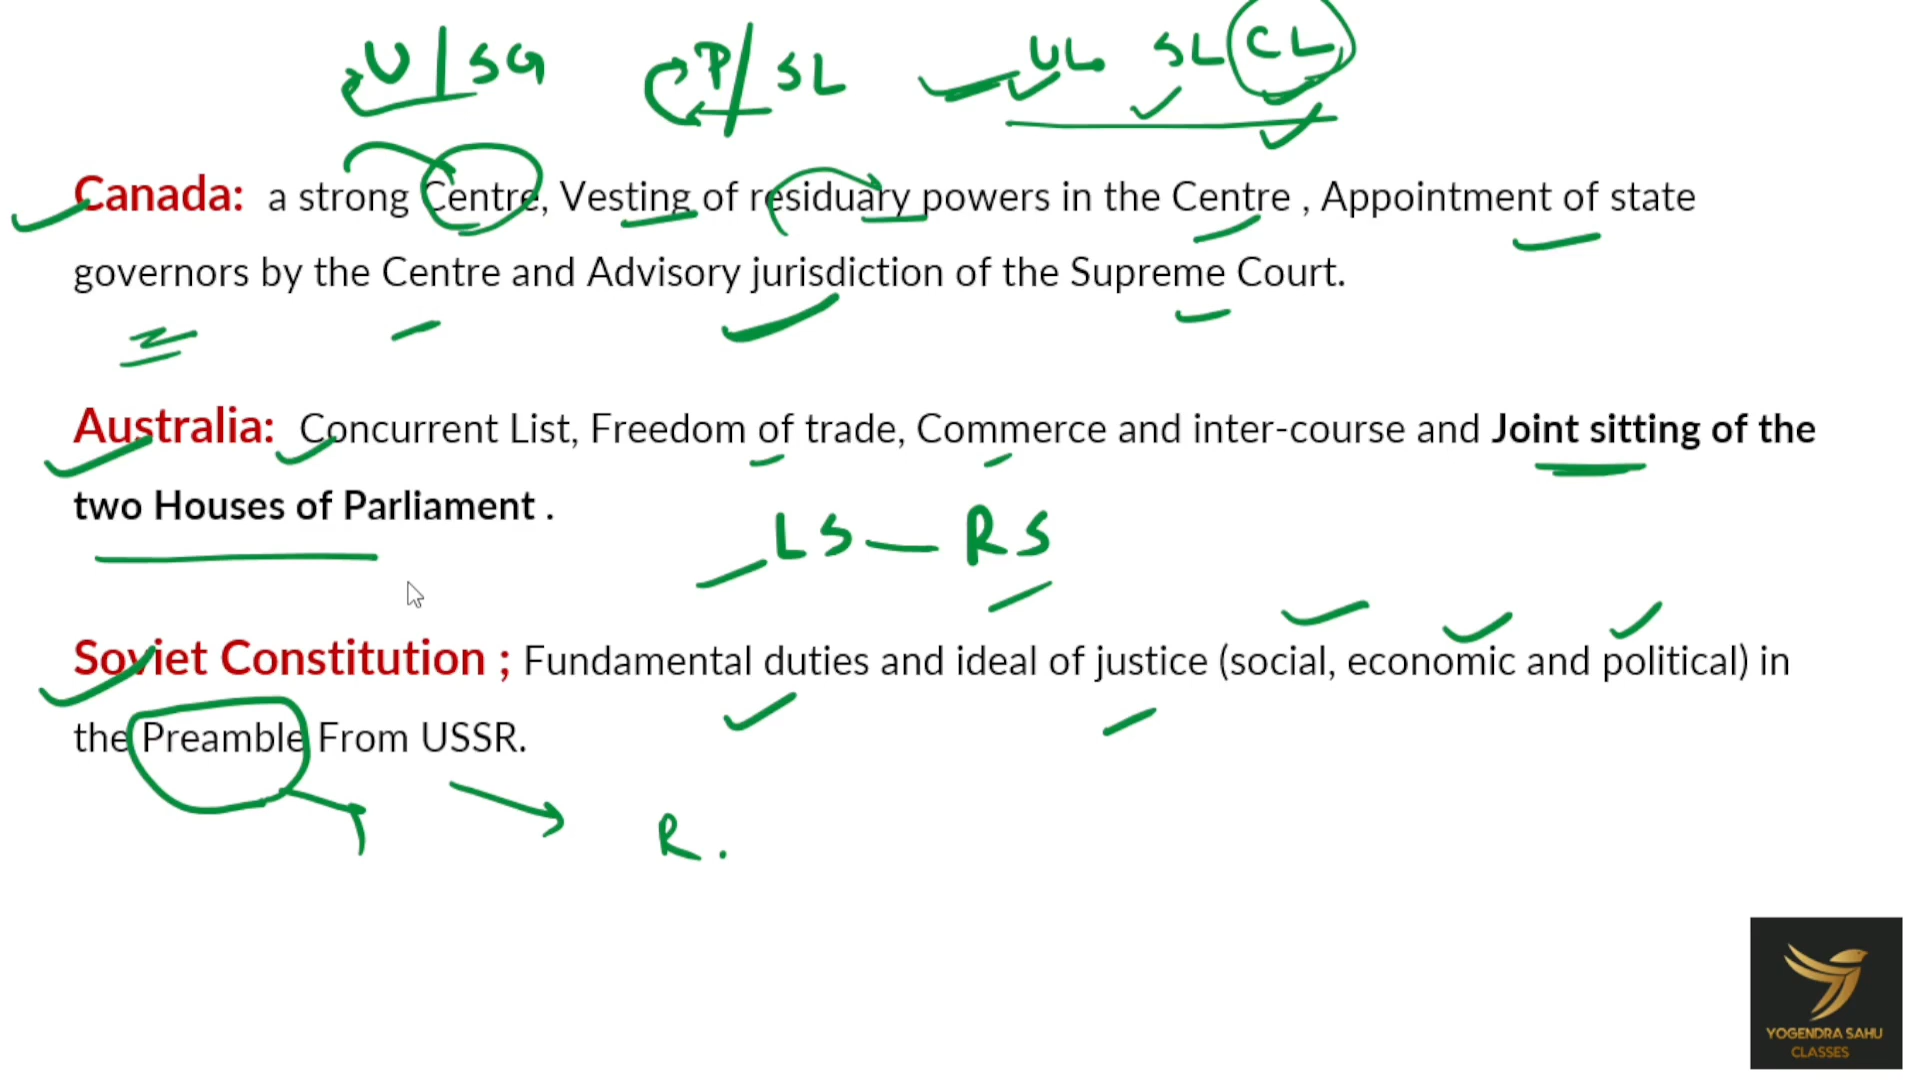 U/SG P/SL UL SL CL
Canada: a strong Centre, Vesting of residuary powers in the Centre , Appointment of state
governors by the Centre and Advisory jurisdiction of the Supreme Court.
Australia: Concurrent List, Freedom of trade, Commerce and inter-course and Joint sitting of the
two Houses of Parliament .
LS — RS
Soviet Constitution ; Fundamental duties and ideal of justice (social, economic and political) in
the Preamble From USSR.
R.
YOGENDRA SAHU
CLASSES